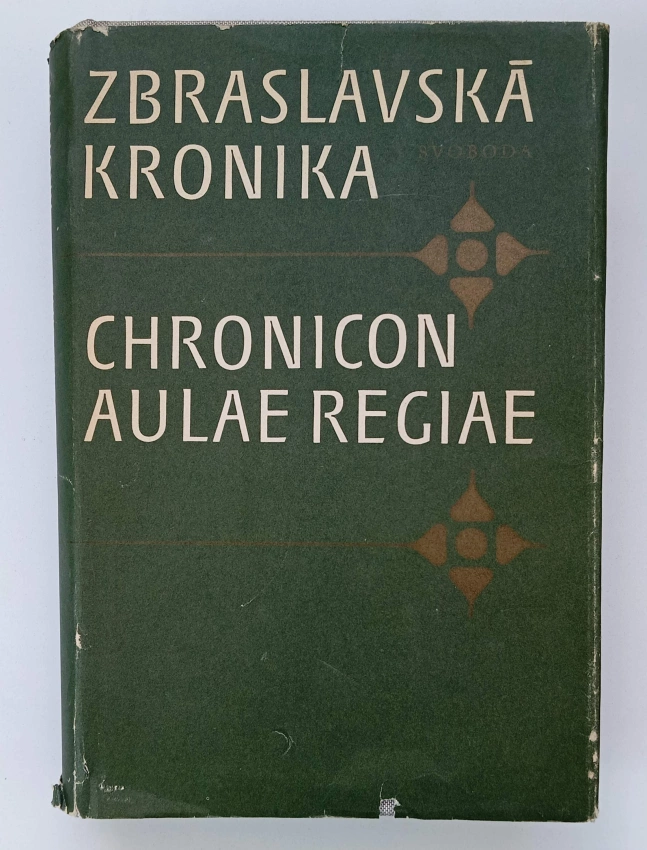 ZBRASLAVSKÁ
KRONIKA
SVOBODA
CHRONICON
AULAE REGIAE